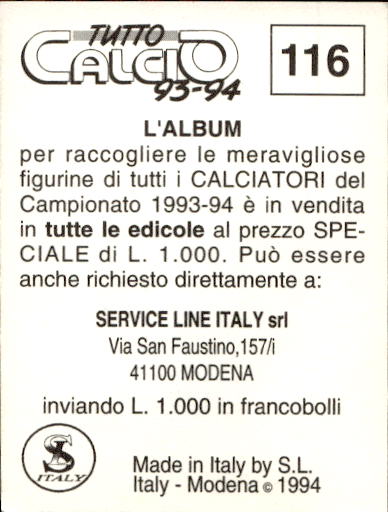 TUTTO
CALCIO
93-94
116
L'ALBUM
per raccogliere le meravigliose
figurine di tutti i CALCIATORI del
Campionato 1993-94 è in vendita
in tutte le edicole al prezzo SPE-
CIALE di L. 1.000. Può essere
anche richiesto direttamente a:
SERVICE LINE ITALY srl
Via San Faustino,157/i
41100 MODENA
inviando L. 1.000 in francobolli
SL
ITALY
Made in Italy by S.L.
Italy - Modena © 1994